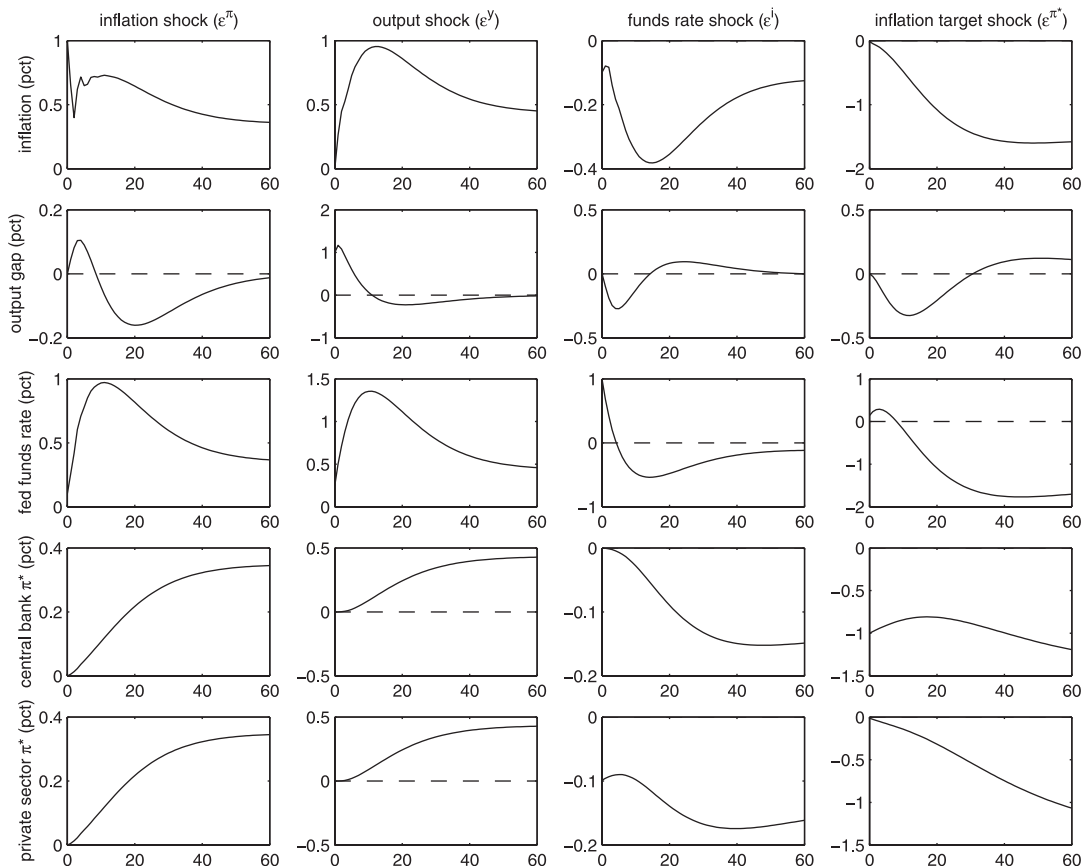 inflation shock (ε^π) output shock (ε^y) funds rate shock (ε^i) inflation target shock (ε^π*)
inflation (pct)
1 1 0 0
0.5 0.5 −0.2 −1
0 0 −0.4 −2
0 20 40 60 0 20 40 60 0 20 40 60 0 20 40 60
output gap (pct)
0.2 2 0.5 0.5
1
0 0 0 0
−0.2 −1 −0.5 −0.5
0 20 40 60 0 20 40 60 0 20 40 60 0 20 40 60
fed funds rate (pct)
1 1.5 1 1
0.5 1 0 0
0.5 −1
0 0 −1 −2
0 20 40 60 0 20 40 60 0 20 40 60 0 20 40 60
central bank π* (pct)
0.4 0.5 0 0
0.2 0 −0.1 −0.5
−1
0 −0.5 −0.2 −1.5
0 20 40 60 0 20 40 60 0 20 40 60 0 20 40 60
private sector π* (pct)
0.4 0.5 0 0
0.2 0 −0.1 −0.5
−1
0 −0.5 −0.2 −1.5
0 20 40 60 0 20 40 60 0 20 40 60 0 20 40 60